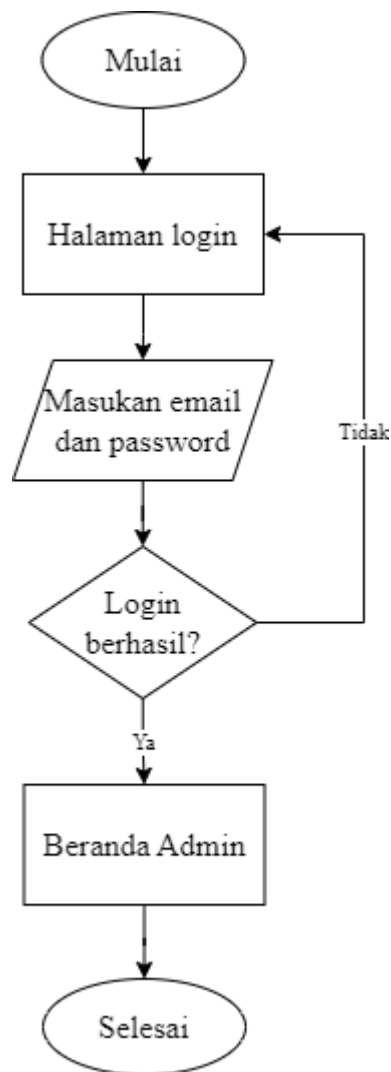 Mulai
Halaman login
Masukan email
dan password
Tidak
Login
berhasil?
Ya
Beranda Admin
Selesai